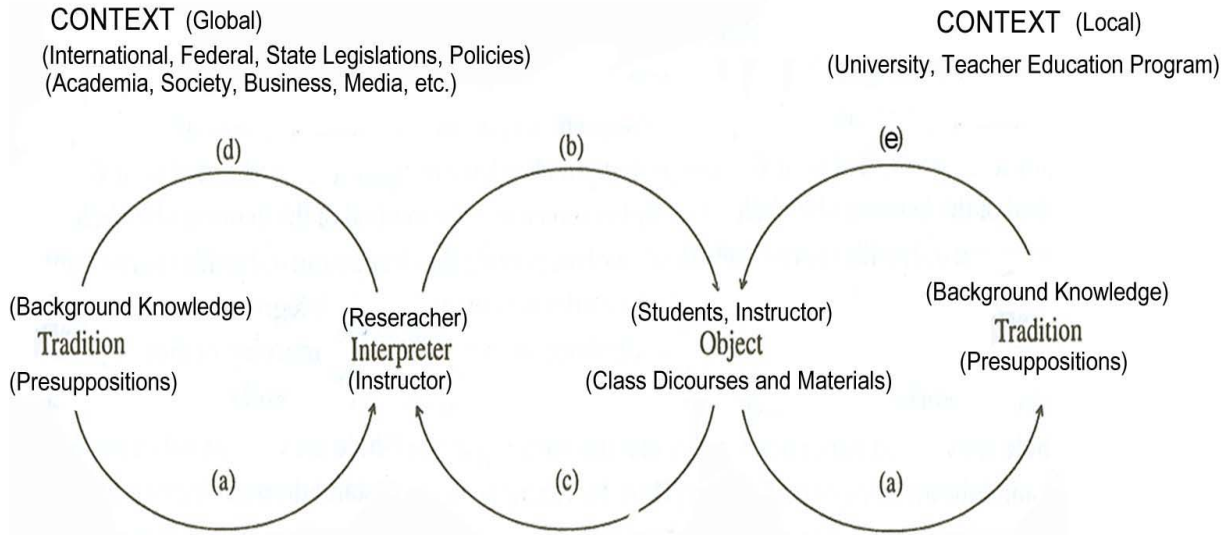 CONTEXT (Global)
(International, Federal, State Legislations, Policies)
(Academia, Society, Business, Media, etc.)
CONTEXT (Local)
(University, Teacher Education Program)
(d)
(b)
(e)
(Background Knowledge)
Tradition
(Presuppositions)
(Reseracher)
Interpreter
(Instructor)
(Students, Instructor)
Object
(Class Dicourses and Materials)
(Background Knowledge)
Tradition
(Presuppositions)
(a)
(c)
(a)